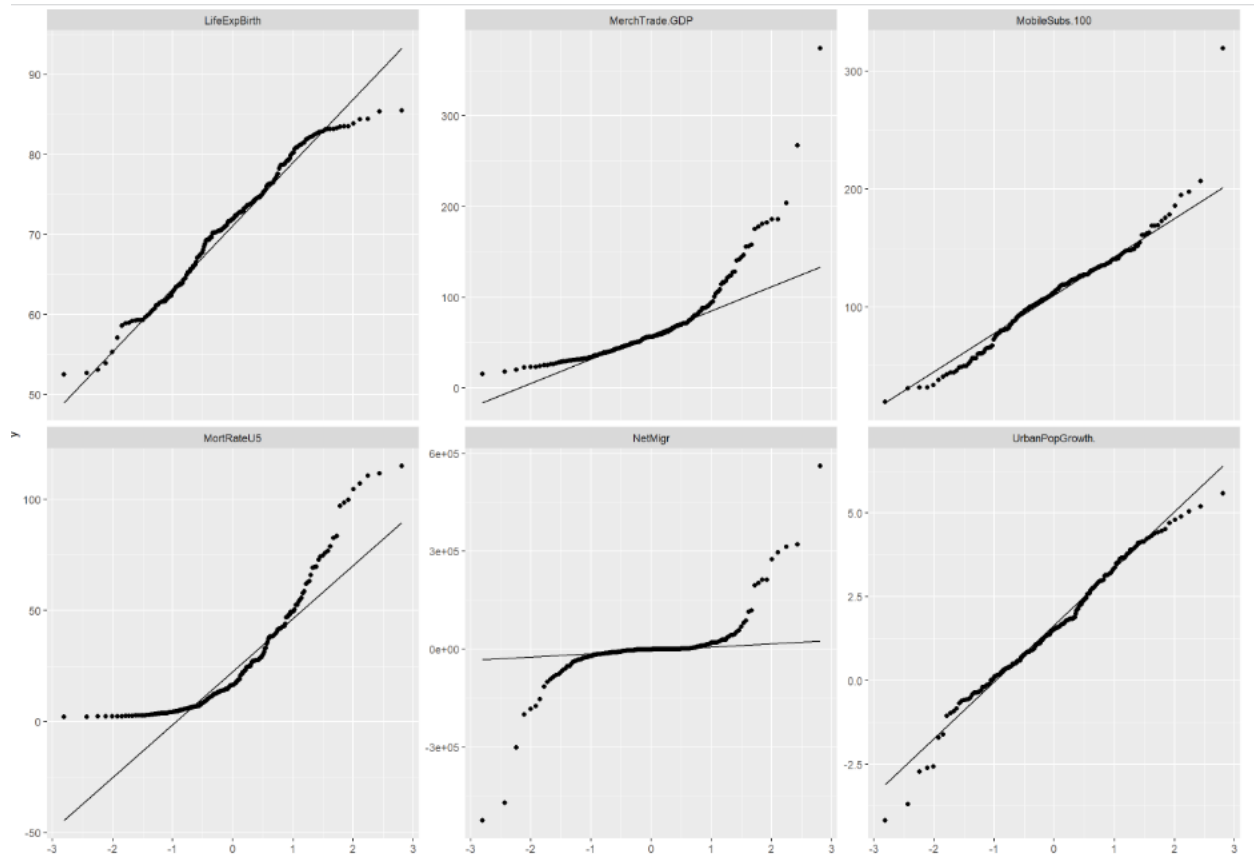 LifeExpBirth
MerchTrade.GDP
MobileSubs.100
90
80
70
60
50
300
200
100
0
300
200
100
y
MortRateU5
NetMigr
UrbanPopGrowth.
100
50
0
-50
6e+05
3e+05
0e+00
-3e+05
5.0
2.5
0.0
-2.5
-3 -2 -1 0 1 2 3
-3 -2 -1 0 1 2 3
-3 -2 -1 0 1 2 3